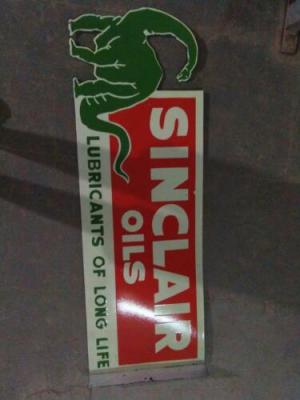 SINCLAIR
OILS
LUBRICANTS OF LONG LIFE